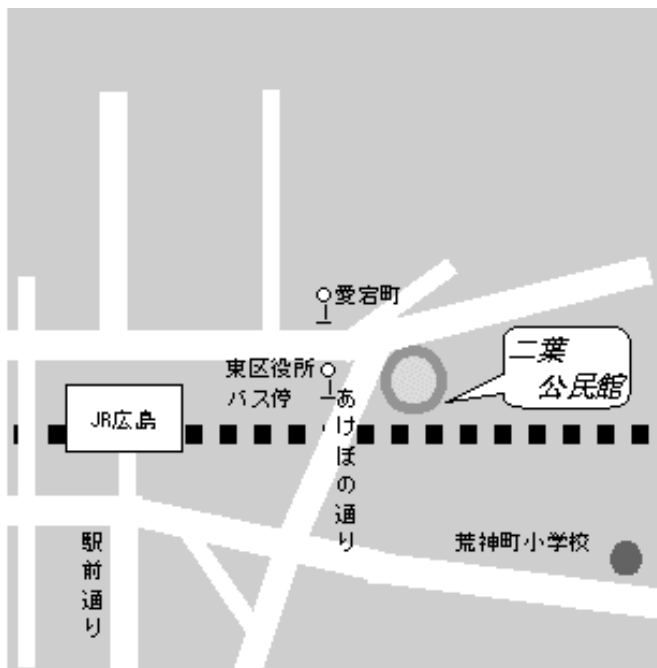 愛宕町
東区役所
バス停
二葉
公民館
JR広島
あけぼの通り
駅前通り
荒神町小学校